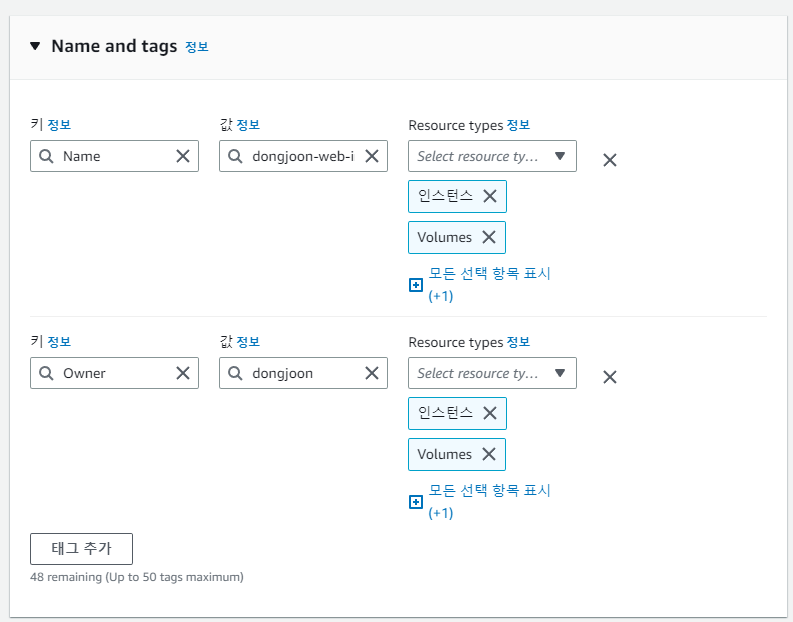 Name and tags 정보
키 정보 값 정보 Resource types 정보
Name dongjoon-web-i Select resource ty...
인스턴스
Volumes
모든 선택 항목 표시
(+1)
키 정보 값 정보 Resource types 정보
Owner dongjoon Select resource ty...
인스턴스
Volumes
모든 선택 항목 표시
(+1)
태그 추가
48 remaining (Up to 50 tags maximum)